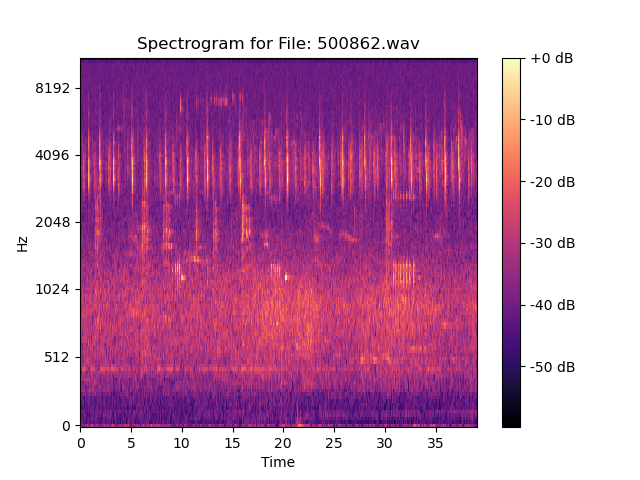 Spectrogram for File: 500862.wav
Hz
8192
4096
2048
1024
512
0
0 5 10 15 20 25 30 35
Time
+0 dB
-10 dB
-20 dB
-30 dB
-40 dB
-50 dB